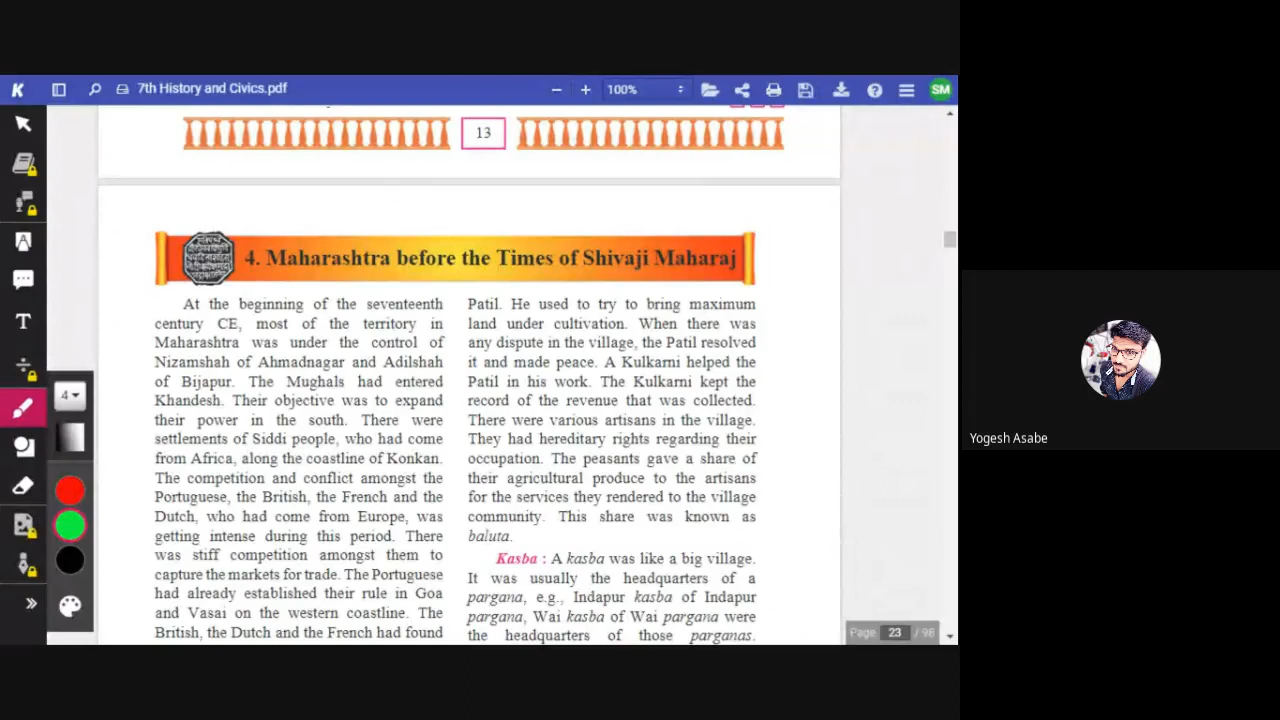 K
7th History and Civics.pdf
100%
SM
13
4. Maharashtra before the Times of Shivaji Maharaj
At the beginning of the seventeenth
century CE, most of the territory in
Maharashtra was under the control of
Nizamshah of Ahmadnagar and Adilshah
of Bijapur. The Mughals had entered
Khandesh. Their objective was to expand
their power in the south. There were
settlements of Siddi people, who had come
from Africa, along the coastline of Konkan.
The competition and conflict amongst the
Portuguese, the British, the French and the
Dutch, who had come from Europe, was
getting intense during this period. There
was stiff competition amongst them to
capture the markets for trade. The Portuguese
had already established their rule in Goa
and Vasai on the western coastline. The
British, the Dutch and the French had found
Patil. He used to try to bring maximum
land under cultivation. When there was
any dispute in the village, the Patil resolved
it and made peace. A Kulkarni helped the
Patil in his work. The Kulkarni kept the
record of the revenue that was collected.
There were various artisans in the village.
They had hereditary rights regarding their
occupation. The peasants gave a share of
their agricultural produce to the artisans
for the services they rendered to the village
community. This share was known as
baluta.
Kasba : A kasba was like a big village.
It was usually the headquarters of a
pargana, e.g., Indapur kasba of Indapur
pargana, Wai kasba of Wai pargana were
the headquarters of those parganas.
4
T
Page 23 / 98
Yogesh Asabe